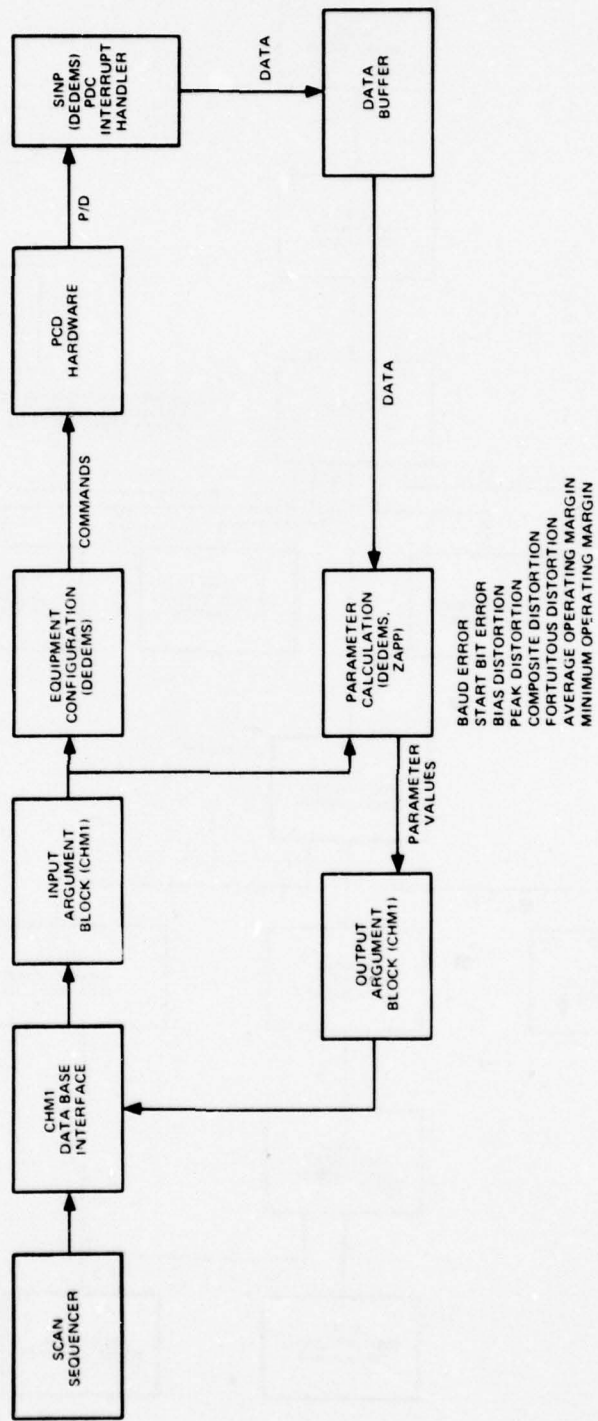 SCAN
SEQUENCER
CHM1
DATA BASE
INTERFACE
INPUT
ARGUMENT
BLOCK (CHM1)
EQUIPMENT
CONFIGURATION
(DEDEMS)
COMMANDS
PCD
HARDWARE
P/D
SINP
(DEDEMS)
PDC
INTERRUPT
HANDLER
DATA
DATA
BUFFER
DATA
PARAMETER
CALCULATION
(DEDEMS,
ZAPP)
PARAMETER
VALUES
OUTPUT
ARGUMENT
BLOCK (CHM1)
BAUD ERROR
START BIT ERROR
BIAS DISTORTION
PEAK DISTORTION
COMPOSITE DISTORTION
FORTUITOUS DISTORTION
AVERAGE OPERATING MARGIN
MINIMUM OPERATING MARGIN